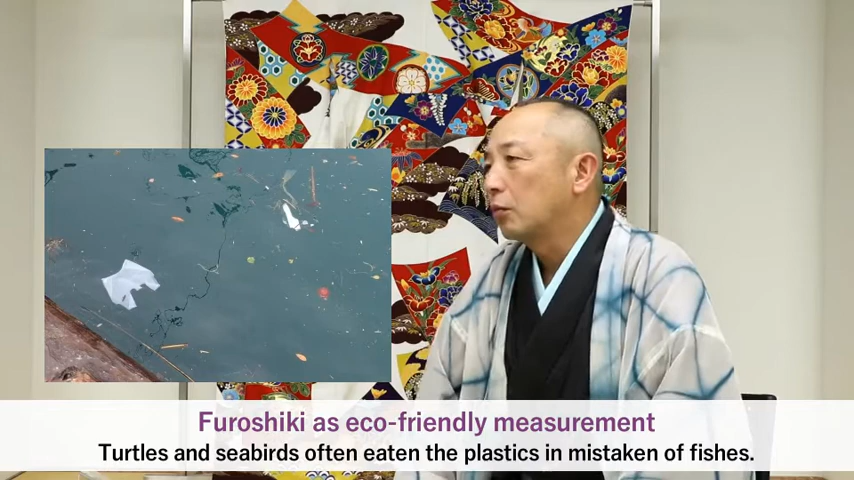 Furoshiki as eco-friendly measurement
Turtles and seabirds often eaten the plastics in mistaken of fishes.